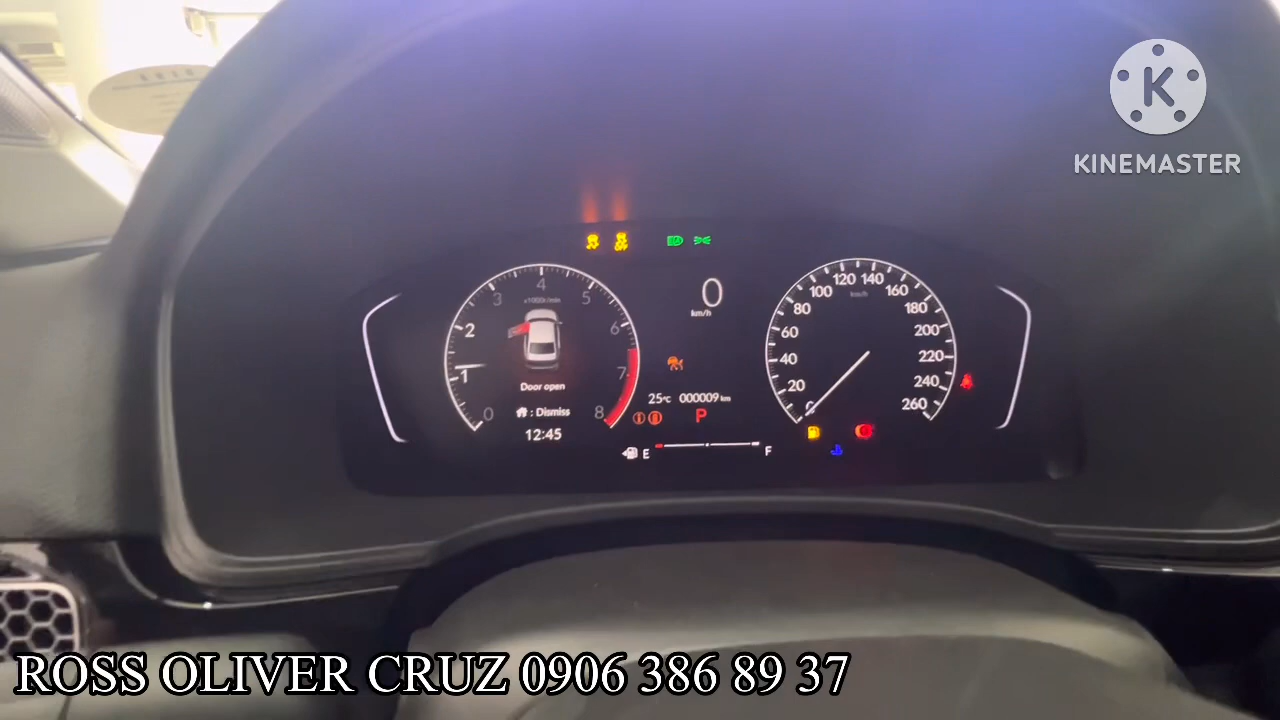 K
KINEMASTER
0 1 2 3 4 5 6 7 8
x1000r/min
Door open
: Dismiss
12:45
0
km/h
25°C 000009 km
P
E F
0 20 40 60 80 100 120 140 160 180 200 220 240 260
km/h
ROSS OLIVER CRUZ 0906 386 89 37